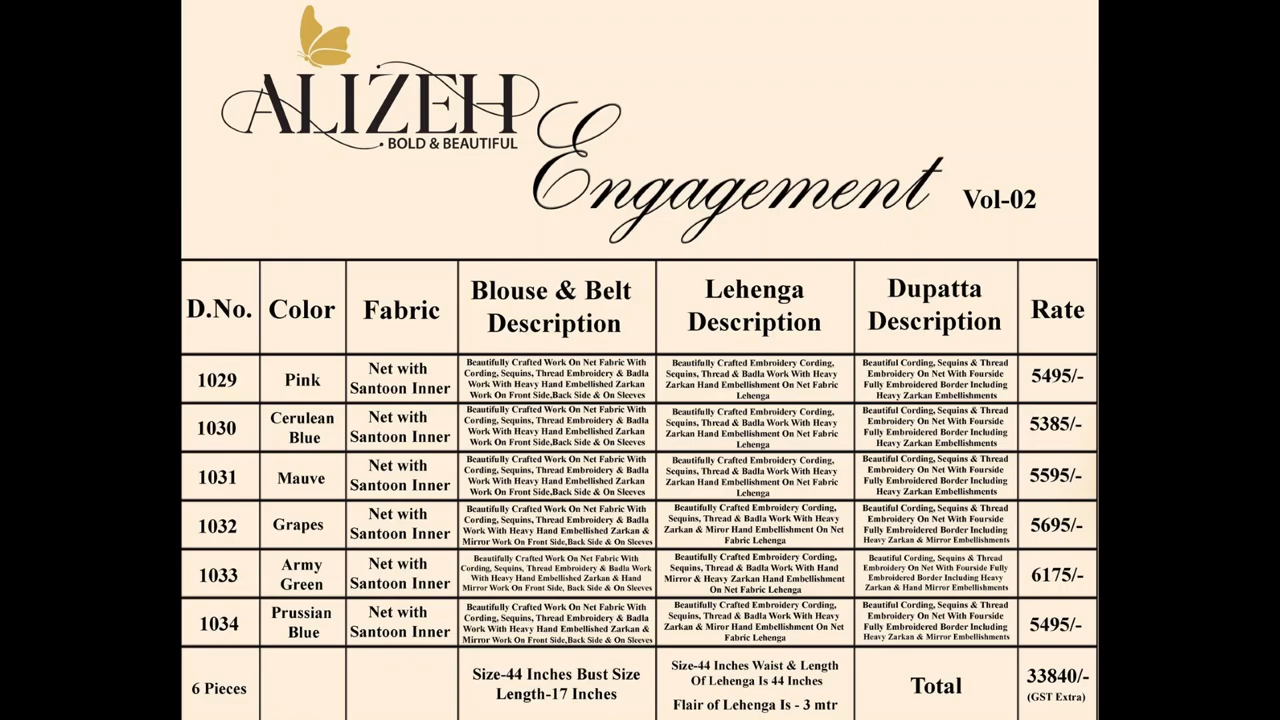 ALIZEH
BOLD & BEAUTIFUL
Engagement Vol-02
D.No. Color Fabric Blouse & Belt Description Lehenga Description Dupatta Description Rate
1029 Pink Net with Santoon Inner Beautifully Crafted Work On Net Fabric With Cording, Sequins, Thread Embroidery & Badla Work With Heavy Hand Embellished Zarkan Work On Front Side,Back Side & On Sleeves Beautifully Crafted Embroidery Cording, Sequins, Thread & Badla Work With Heavy Zarkan Hand Embellishment On Net Fabric Lehenga Beautiful Cording, Sequins & Thread Embroidery On Net With Fourside Fully Embroidered Border Including Heavy Zarkan Embellishments 5495/-
1030 Cerulean Blue Net with Santoon Inner Beautifully Crafted Work On Net Fabric With Cording, Sequins, Thread Embroidery & Badla Work With Heavy Hand Embellished Zarkan Work On Front Side,Back Side & On Sleeves Beautifully Crafted Embroidery Cording, Sequins, Thread & Badla Work With Heavy Zarkan Hand Embellishment On Net Fabric Lehenga Beautiful Cording, Sequins & Thread Embroidery On Net With Fourside Fully Embroidered Border Including Heavy Zarkan Embellishments 5385/-
1031 Mauve Net with Santoon Inner Beautifully Crafted Work On Net Fabric With Cording, Sequins, Thread Embroidery & Badla Work With Heavy Hand Embellished Zarkan Work On Front Side,Back Side & On Sleeves Beautifully Crafted Embroidery Cording, Sequins, Thread & Badla Work With Heavy Zarkan Hand Embellishment On Net Fabric Lehenga Beautiful Cording, Sequins & Thread Embroidery On Net With Fourside Fully Embroidered Border Including Heavy Zarkan Embellishments 5595/-
1032 Grapes Net with Santoon Inner Beautifully Crafted Work On Net Fabric With Cording, Sequins, Thread Embroidery & Badla Work With Heavy Hand Embellished Zarkan & Mirror Work On Front Side,Back Side & On Sleeves Beautifully Crafted Embroidery Cording, Sequins, Thread & Badla Work With Heavy Zarkan & Miror Hand Embellishment On Net Fabric Lehenga Beautiful Cording, Sequins & Thread Embroidery On Net With Fourside Fully Embroidered Border Including Heavy Zarkan & Mirror Embellishments 5695/-
1033 Army Green Net with Santoon Inner Beautifully Crafted Work On Net Fabric With Cording, Sequins, Thread Embroidery & Badla Work With Heavy Hand Embellished Zarkan & Hand Mirror Work On Front Side, Back Side & On Sleeves Beautifully Crafted Embroidery Cording, Sequins, Thread & Badla Work With Hand Mirror & Heavy Zarkan Hand Embellishment On Net Fabric Lehenga Beautiful Cording, Sequins & Thread Embroidery On Net With Fourside Fully Embroidered Border Including Heavy Zarkan & Hand Mirror Embellishments 6175/-
1034 Prussian Blue Net with Santoon Inner Beautifully Crafted Work On Net Fabric With Cording, Sequins, Thread Embroidery & Badla Work With Heavy Hand Embellished Zarkan & Mirror Work On Front Side,Back Side & On Sleeves Beautifully Crafted Embroidery Cording, Sequins, Thread & Badla Work With Heavy Zarkan & Miror Hand Embellishment On Net Fabric Lehenga Beautiful Cording, Sequins & Thread Embroidery On Net With Fourside Fully Embroidered Border Including Heavy Zarkan & Mirror Embellishments 5495/-
6 Pieces Size-44 Inches Bust Size Length-17 Inches Size-44 Inches Waist & Length Of Lehenga Is 44 Inches Flair of Lehenga Is - 3 mtr Total 33840/- (GST Extra)